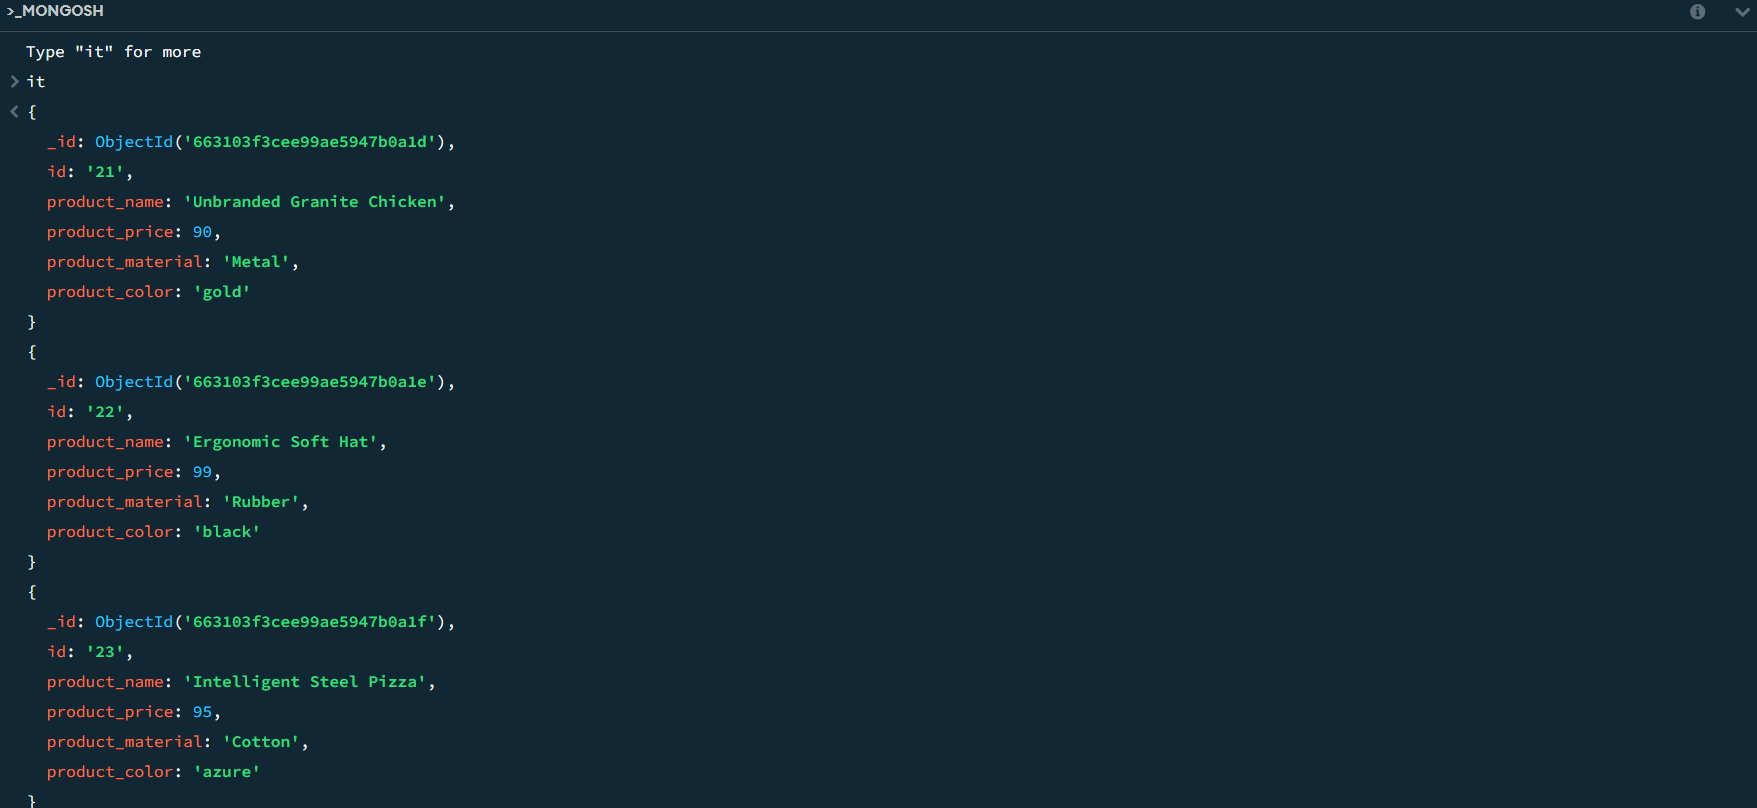 >_MONGOSH
Type "it" for more
> it
< {
_id: ObjectId('663103f3cee99ae5947b0a1d'),
id: '21',
product_name: 'Unbranded Granite Chicken',
product_price: 90,
product_material: 'Metal',
product_color: 'gold'
}
{
_id: ObjectId('663103f3cee99ae5947b0a1e'),
id: '22',
product_name: 'Ergonomic Soft Hat',
product_price: 99,
product_material: 'Rubber',
product_color: 'black'
}
{
_id: ObjectId('663103f3cee99ae5947b0a1f'),
id: '23',
product_name: 'Intelligent Steel Pizza',
product_price: 95,
product_material: 'Cotton',
product_color: 'azure'
}